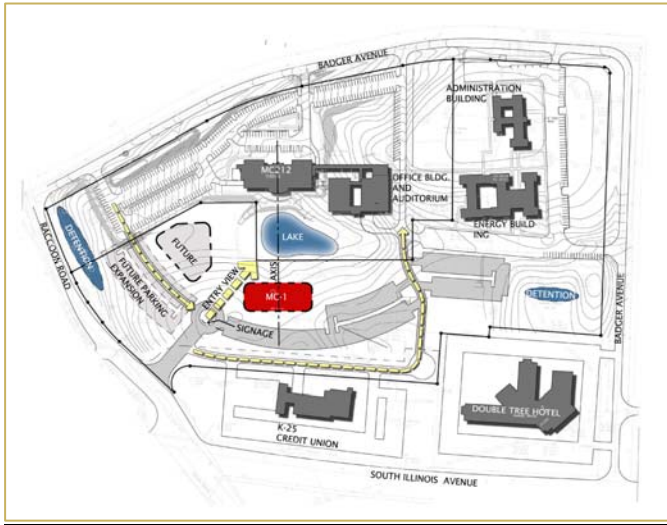 BADGER AVENUE
ADMINISTRATION
BUILDING
MC212
OFFICE BLDG.
AND
AUDITORIUM
ENERGY BUILD
ING
RACCOON ROAD
DETENTION
FUTURE
LAKE
AXIS
FUTURE PARKING
EXPANSION
ENTRY VIEW
MC-1
SIGNAGE
DETENTION
BADGER AVENUE
DOUBLE TREE HOTEL
K-25
CREDIT UNION
SOUTH ILLINOIS AVENUE